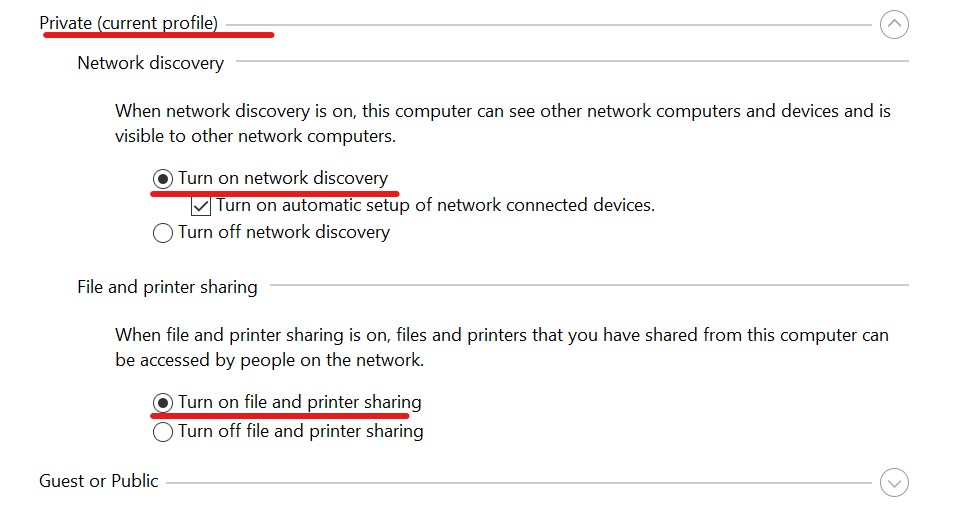 Private (current profile)
Network discovery
When network discovery is on, this computer can see other network computers and devices and is
visible to other network computers.
Turn on network discovery
Turn on automatic setup of network connected devices.
Turn off network discovery
File and printer sharing
When file and printer sharing is on, files and printers that you have shared from this computer can
be accessed by people on the network.
Turn on file and printer sharing
Turn off file and printer sharing
Guest or Public